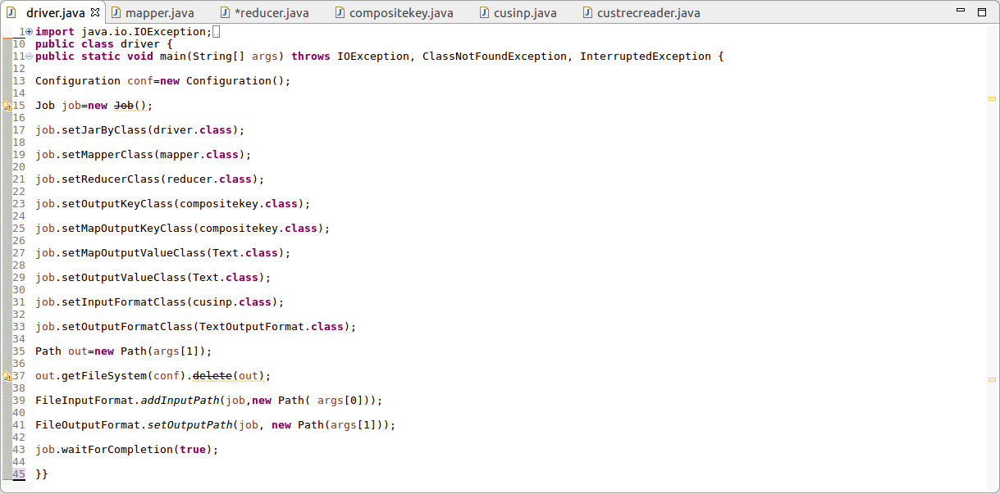 driver.java mapper.java *reducer.java compositekey.java cusinp.java custrecreader.java
1 import java.io.IOException;
10 public class driver {
11 public static void main(String[] args) throws IOException, ClassNotFoundException, InterruptedException {
12
13 Configuration conf=new Configuration();
14
15 Job job=new Job();
16
17 job.setJarByClass(driver.class);
18
19 job.setMapperClass(mapper.class);
20
21 job.setReducerClass(reducer.class);
22
23 job.setOutputKeyClass(compositekey.class);
24
25 job.setMapOutputKeyClass(compositekey.class);
26
27 job.setMapOutputValueClass(Text.class);
28
29 job.setOutputValueClass(Text.class);
30
31 job.setInputFormatClass(cusinp.class);
32
33 job.setOutputFormatClass(TextOutputFormat.class);
34
35 Path out=new Path(args[1]);
36
37 out.getFileSystem(conf).delete(out);
38
39 FileInputFormat.addInputPath(job,new Path( args[0]));
40
41 FileOutputFormat.setOutputPath(job, new Path(args[1]));
42
43 job.waitForCompletion(true);
44
45 }}